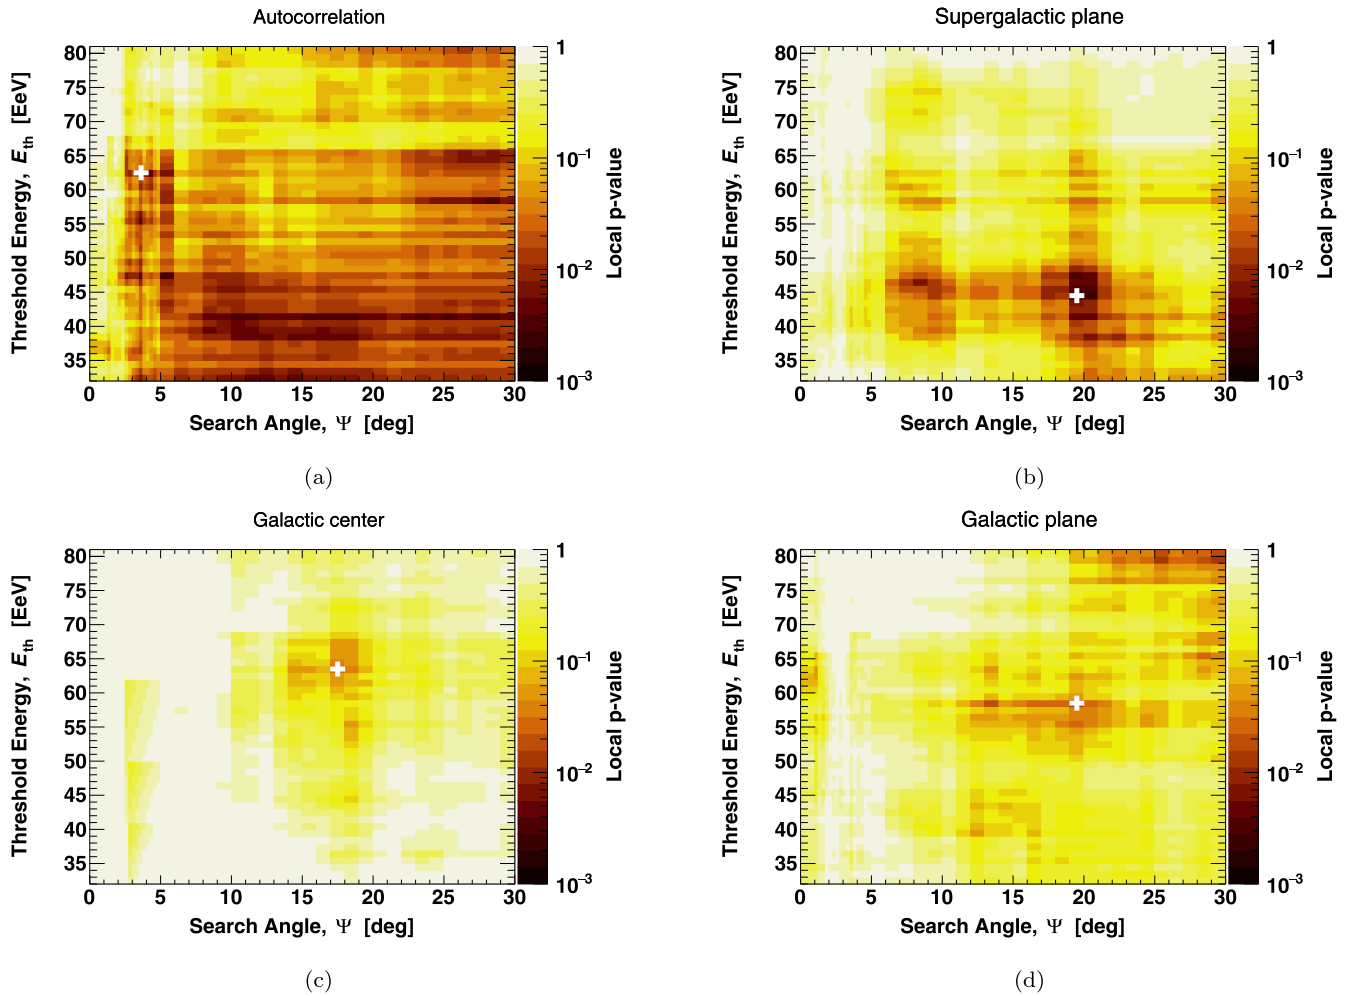 Autocorrelation
Threshold Energy, Eth [EeV]
80
75
70
65
60
55
50
45
40
35
0 5 10 15 20 25 30
Search Angle, Ψ [deg]
1
10−1
10−2
10−3
Local p-value
(a)
Supergalactic plane
Threshold Energy, Eth [EeV]
80
75
70
65
60
55
50
45
40
35
0 5 10 15 20 25 30
Search Angle, Ψ [deg]
1
10−1
10−2
10−3
Local p-value
(b)
Galactic center
Threshold Energy, Eth [EeV]
80
75
70
65
60
55
50
45
40
35
0 5 10 15 20 25 30
Search Angle, Ψ [deg]
1
10−1
10−2
10−3
Local p-value
(c)
Galactic plane
Threshold Energy, Eth [EeV]
80
75
70
65
60
55
50
45
40
35
0 5 10 15 20 25 30
Search Angle, Ψ [deg]
1
10−1
10−2
10−3
Local p-value
(d)